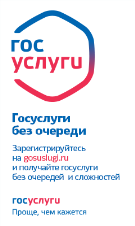 гос
услуги
Госуслуги
без очереди
Зарегистрируйтесь
на gosuslugi.ru
и получайте госуслуги
без очередей и сложностей
госуслуги
Проще, чем кажется